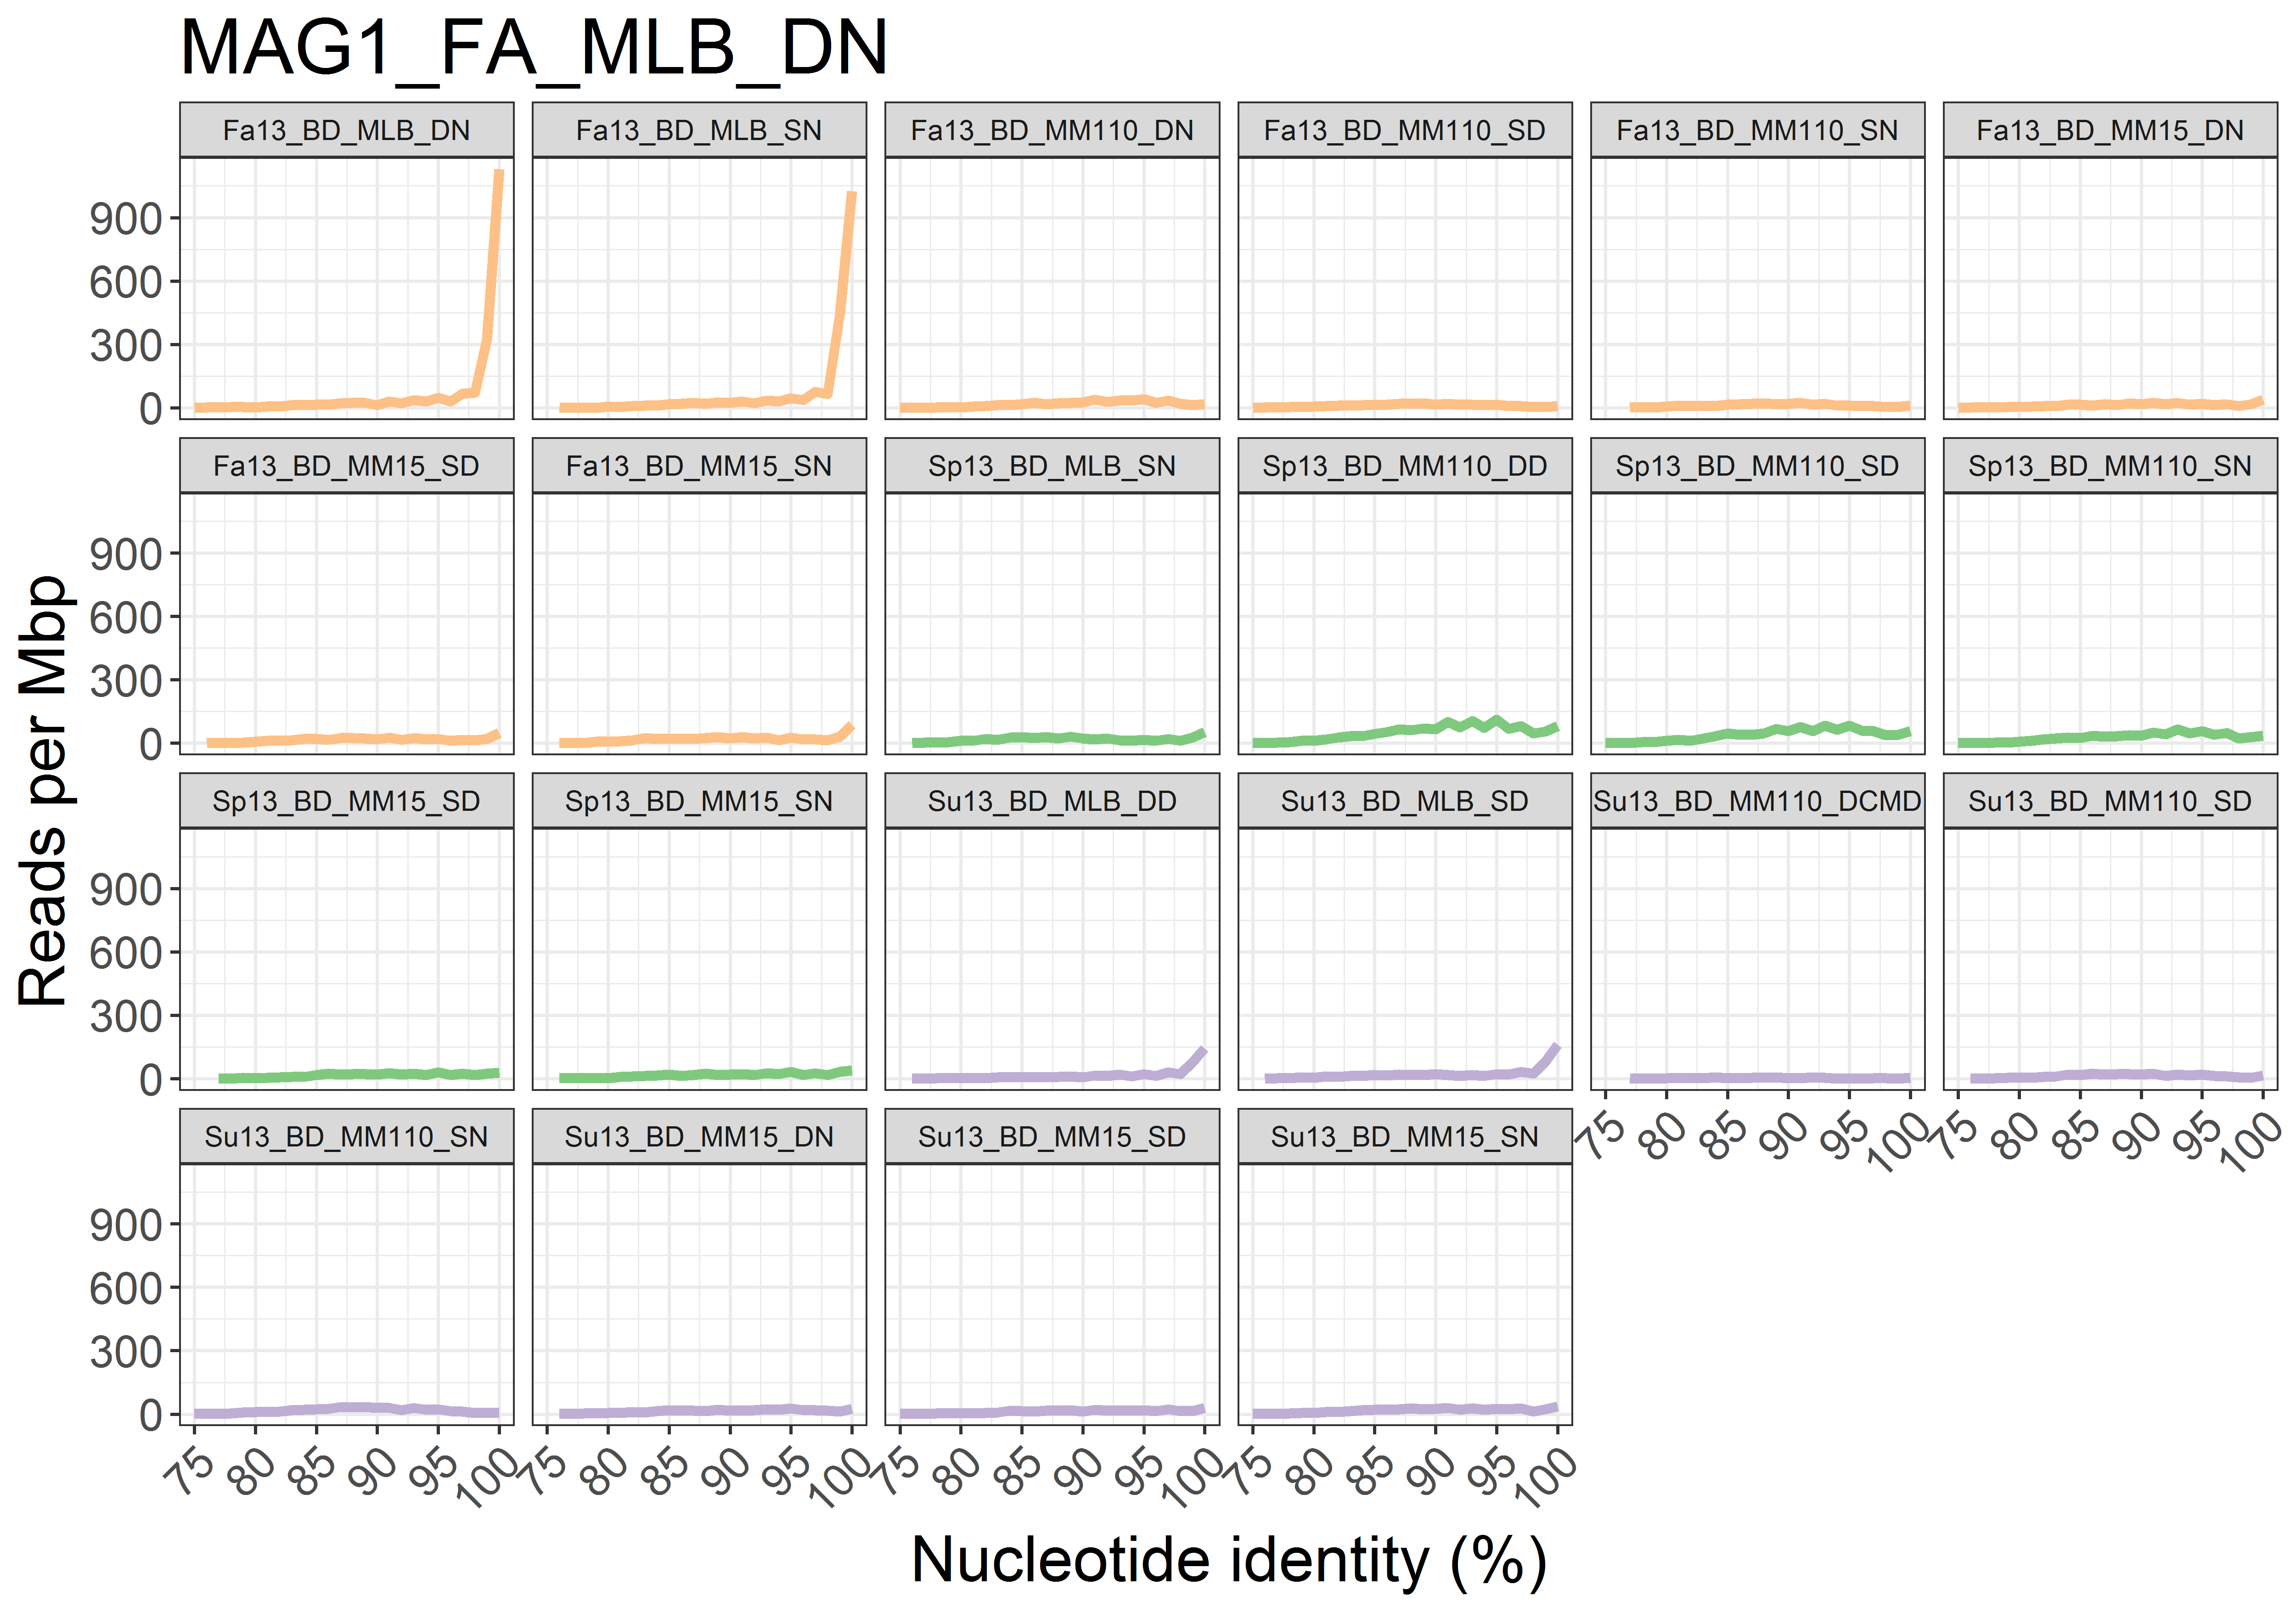 MAG1_FA_MLB_DN
Fa13_BD_MLB_DN Fa13_BD_MLB_SN Fa13_BD_MM110_DN Fa13_BD_MM110_SD Fa13_BD_MM110_SN Fa13_BD_MM15_DN
900
600
300
0
Fa13_BD_MM15_SD Fa13_BD_MM15_SN Sp13_BD_MLB_SN Sp13_BD_MM110_DD Sp13_BD_MM110_SD Sp13_BD_MM110_SN
900
600
300
0
Sp13_BD_MM15_SD Sp13_BD_MM15_SN Su13_BD_MLB_DD Su13_BD_MLB_SD Su13_BD_MM110_DCMD Su13_BD_MM110_SD
900
600
300
0
75 80 85 90 95 100 75 80 85 90 95 100
Su13_BD_MM110_SN Su13_BD_MM15_DN Su13_BD_MM15_SD Su13_BD_MM15_SN
900
600
300
0
75 80 85 90 95 100 75 80 85 90 95 100 75 80 85 90 95 100 75 80 85 90 95 100
Reads per Mbp
Nucleotide identity (%)